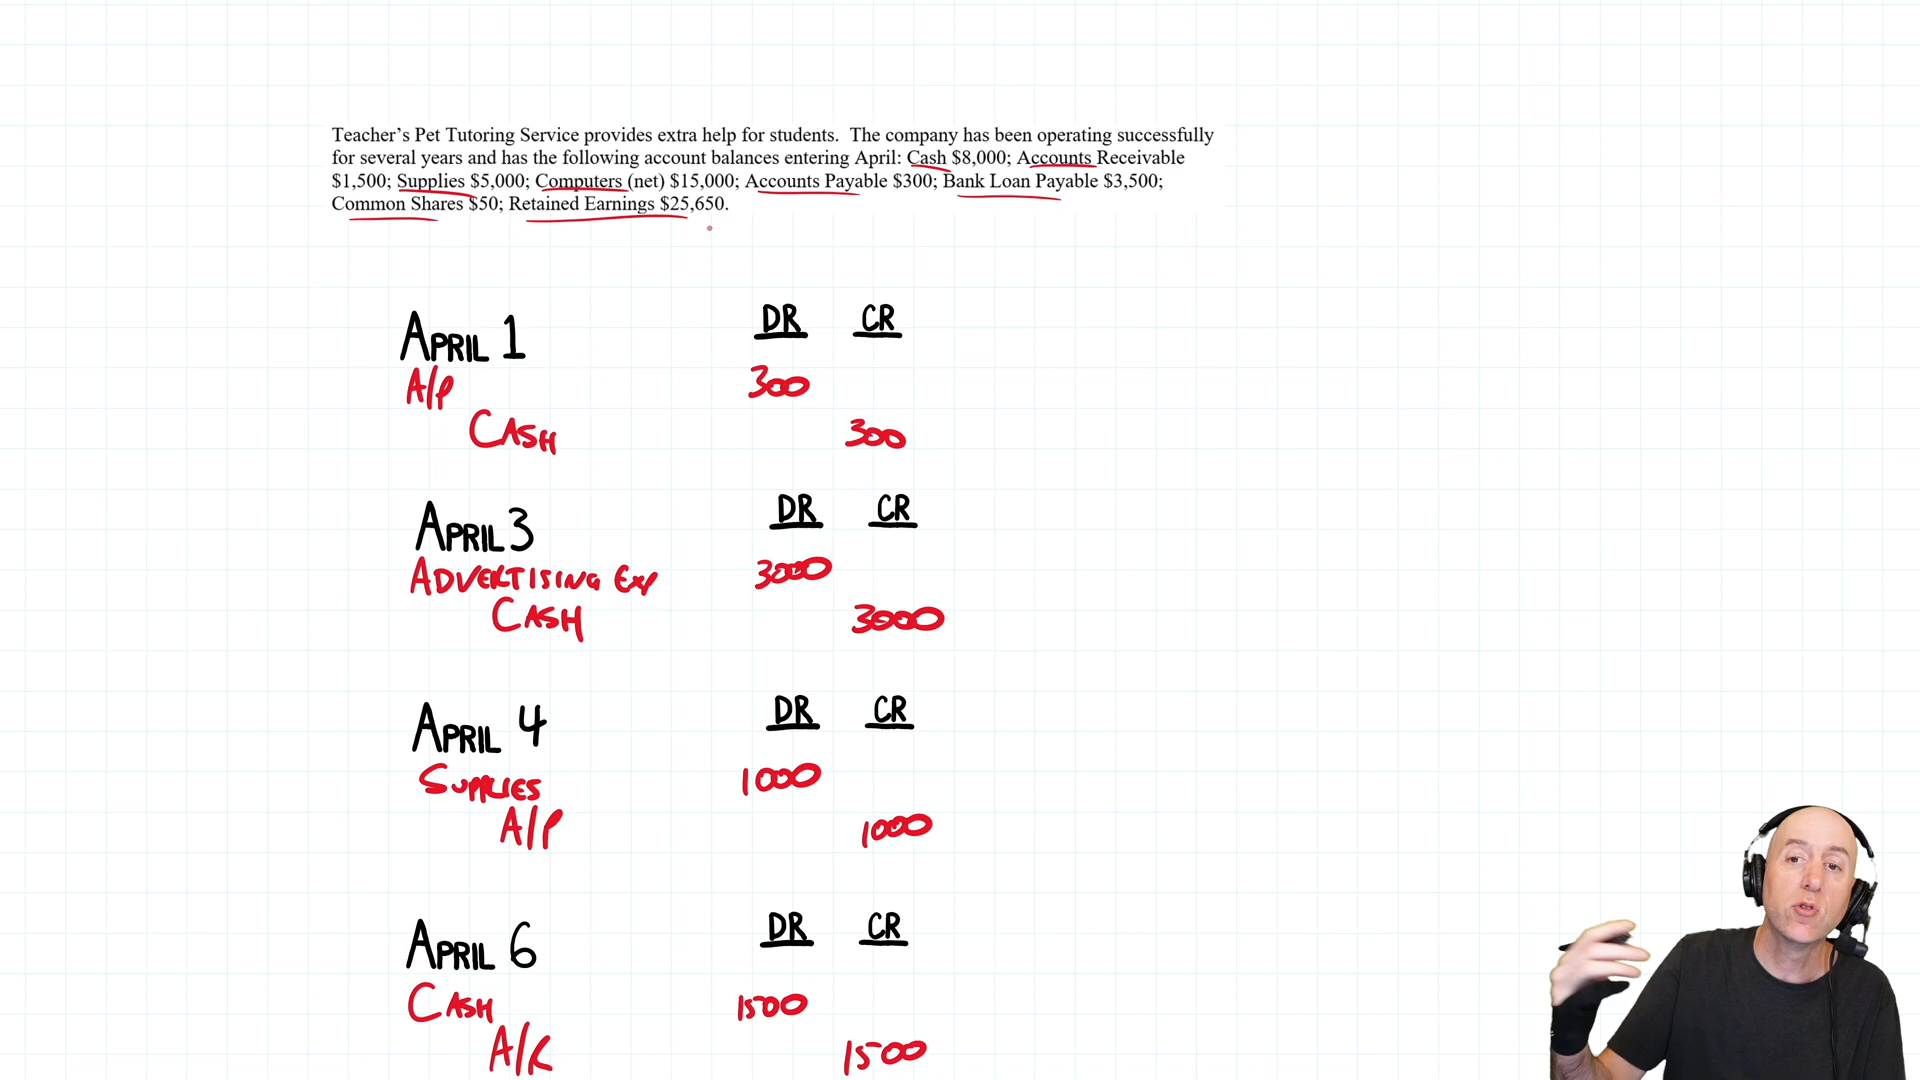 Teacher’s Pet Tutoring Service provides extra help for students.  The company has been operating successfully
for several years and has the following account balances entering April: Cash $8,000; Accounts Receivable
$1,500; Supplies $5,000; Computers (net) $15,000; Accounts Payable $300; Bank Loan Payable $3,500;
Common Shares $50; Retained Earnings $25,650.
APRIL 1 DR CR
A/P 300
CASH 300
APRIL 3 DR CR
ADVERTISING EXP 3000
CASH 3000
APRIL 4 DR CR
SUPPLIES 1000
A/P 1000
APRIL 6 DR CR
CASH 1500
A/R 1500